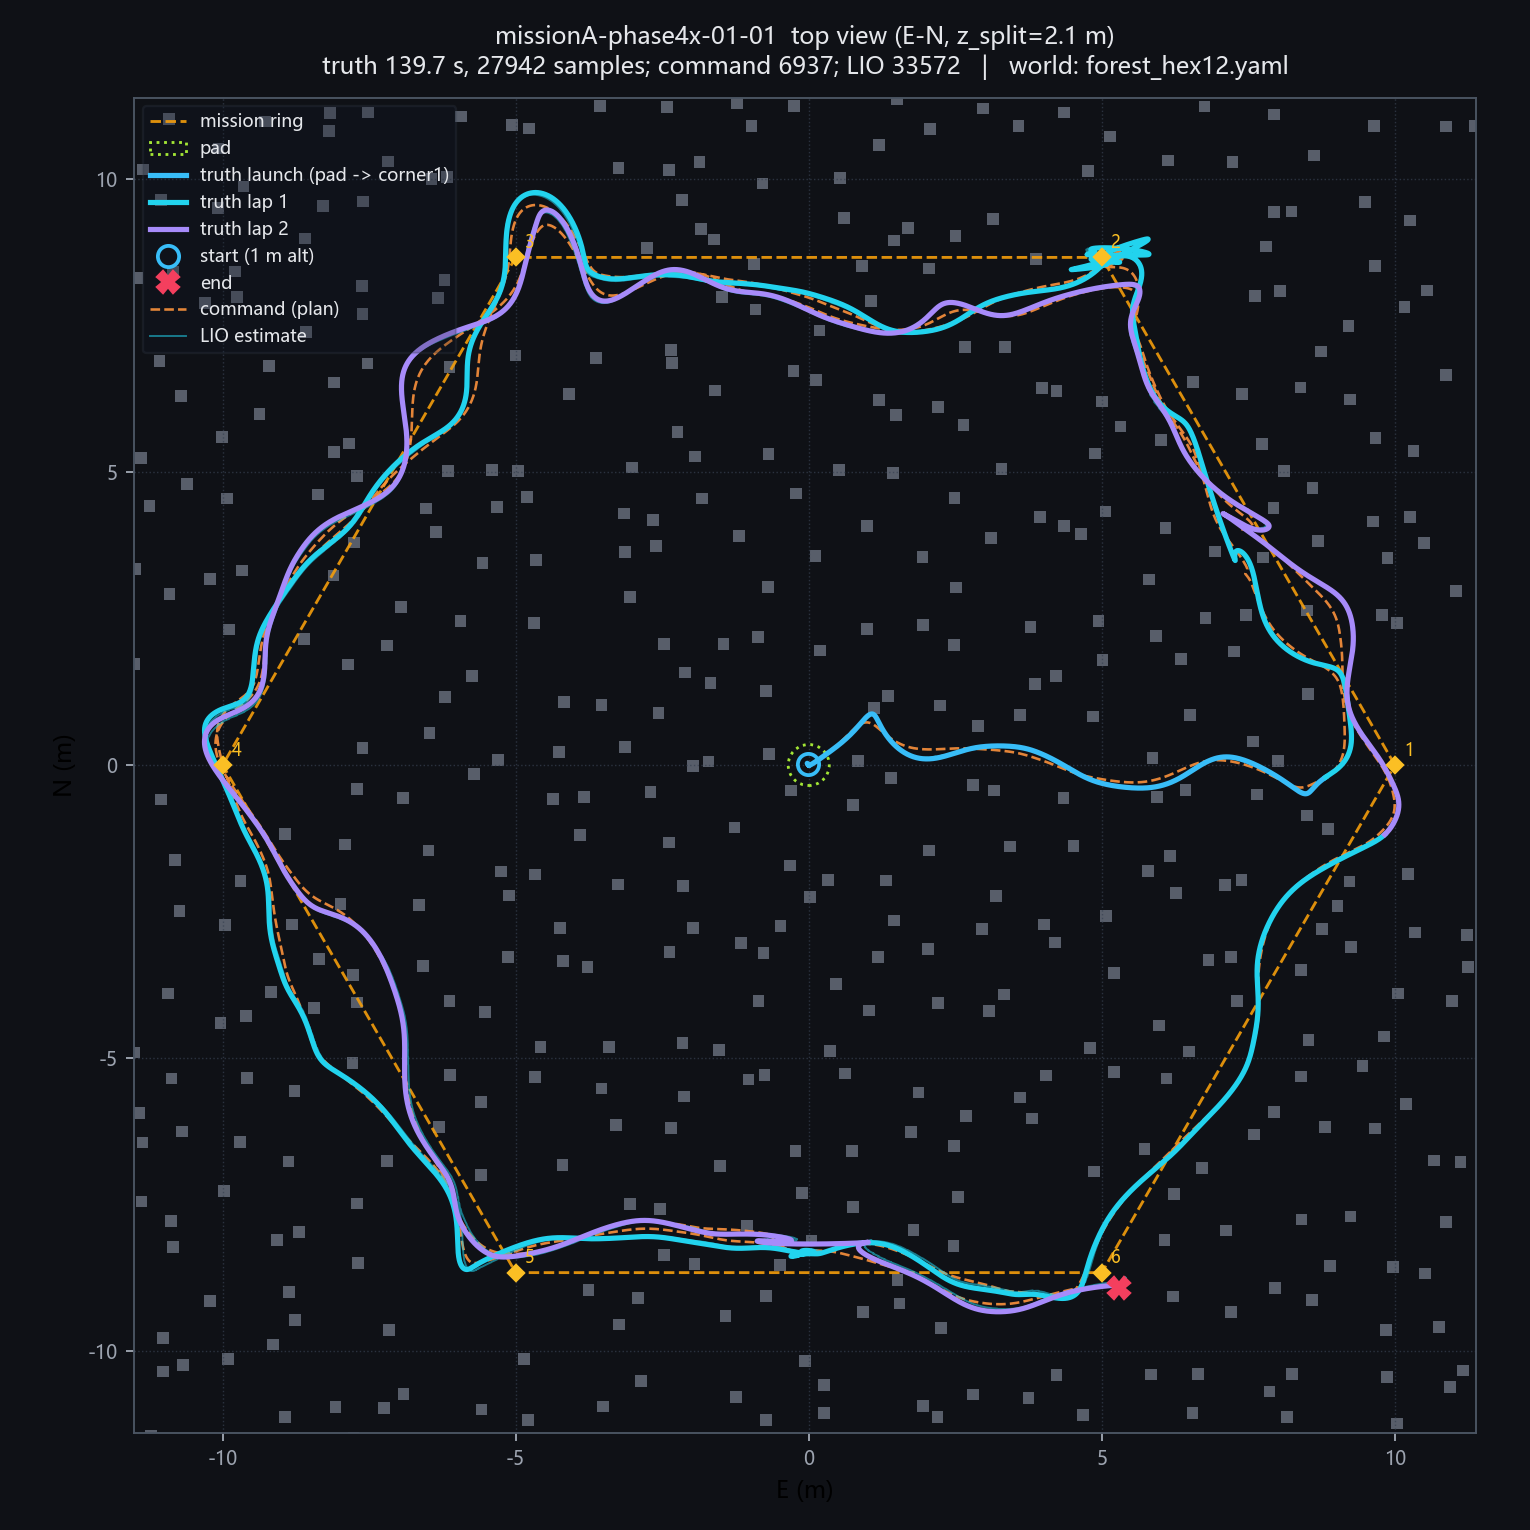 missionA-phase4x-01-01  top view (E-N, z_split=2.1 m)
truth 139.7 s, 27942 samples; command 6937; LIO 33572   |   world: forest_hex12.yaml
mission ring
pad
truth launch (pad -> corner1)
truth lap 1
truth lap 2
start (1 m alt)
end
command (plan)
LIO estimate
10
5
0
-5
-10
N (m)
3
2
4
1
5
6
-10
-5
0
5
10
E (m)